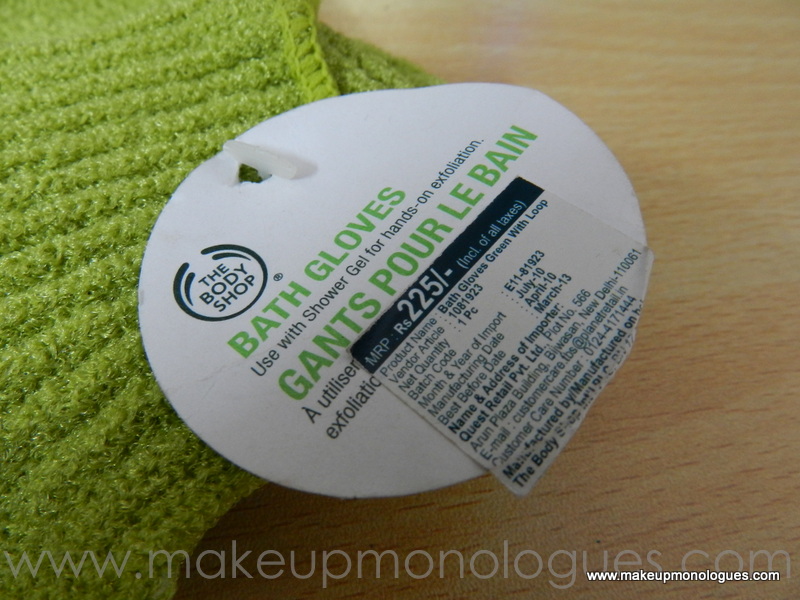 THE
BODY
SHOP
®
BATH GLOVES
Use with Shower Gel for hands-on exfoliation.
GANTS POUR LE BAIN
À utiliser
exfoliatio
MRP : Rs 225/- (Incl. of all taxes)
Product Name : Bath Gloves Green With Loop
Vendor Article : 1081923
Net Quantity : 1 Pc
Batch Code : E11-81923
Month & Year of Import : July-10
Manufacturing Date : April-10
Best Before Date : March-13
Name & Address of Importer:
Quest Retail Pvt. Ltd. Plot No. 566
Arun Plaza Building, Bijwasan, New Delhi-110061
E-mail : customercare.tbs@planetretail.in
Customer Care Number : 0124-4171444
Manufactured by/Manufactured on
The Body Shop
www.makeupmonologues.com
www.makeupmonologues.com